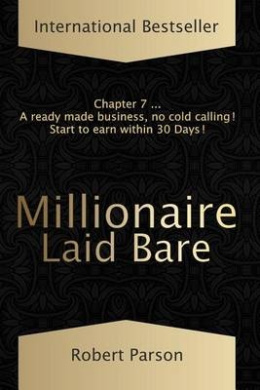 International Bestseller
Chapter 7 ...
A ready made business, no cold calling!
Start to earn within 30 Days!
Millionaire
Laid Bare
Robert Parson